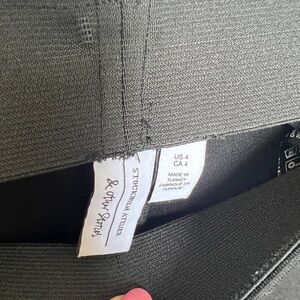 STOCKHOLM ATELIER
& Other Stories
US 4
CA 4
MADE IN
TURKEY
FABRIQUÉ EN
TURQUIE